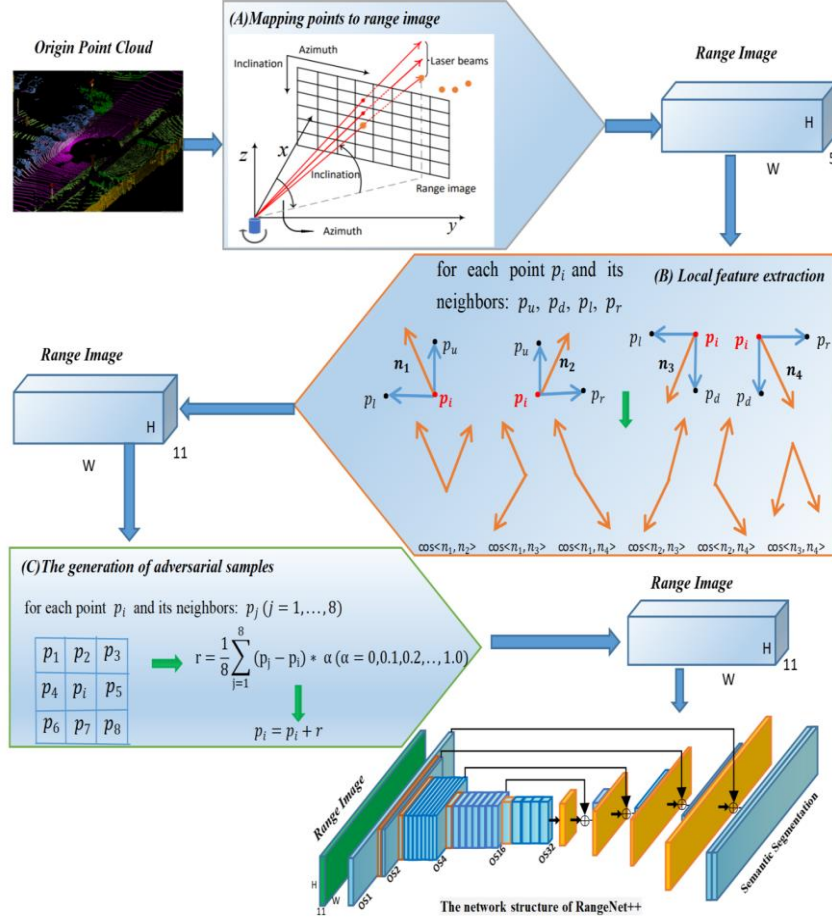 (A)Mapping points to range image
Origin Point Cloud
Azimuth
Inclination
Laser beams
z
x
Inclination
Range image
Azimuth
y
Range Image
H
W
5
for each point p_i and its
neighbors: p_u, p_d, p_l, p_r
(B) Local feature extraction
p_u
n_1
p_l
p_i
p_u
n_2
p_i
p_r
p_l
p_i
n_3
p_d
p_i
p_r
n_4
p_d
cos<n_1, n_2>
cos<n_1, n_3>
cos<n_1, n_4>
cos<n_2, n_3>
cos<n_2, n_4>
cos<n_3, n_4>
Range Image
H
W
11
(C)The generation of adversarial samples
for each point p_i and its neighbors: p_j (j = 1,…,8)
p_1 p_2 p_3
p_4 p_i p_5
p_6 p_7 p_8
r = 1/8 ∑_{j=1}^{8} (p_j − p_i) ∗ α (α = 0,0.1,0.2,..,1.0)
p_i = p_i + r
Range Image
H
W
11
Range Image
H
W
11
OS1
OS2
OS4
OS16
OS32
Semantic Segmentation
The network structure of RangeNet++